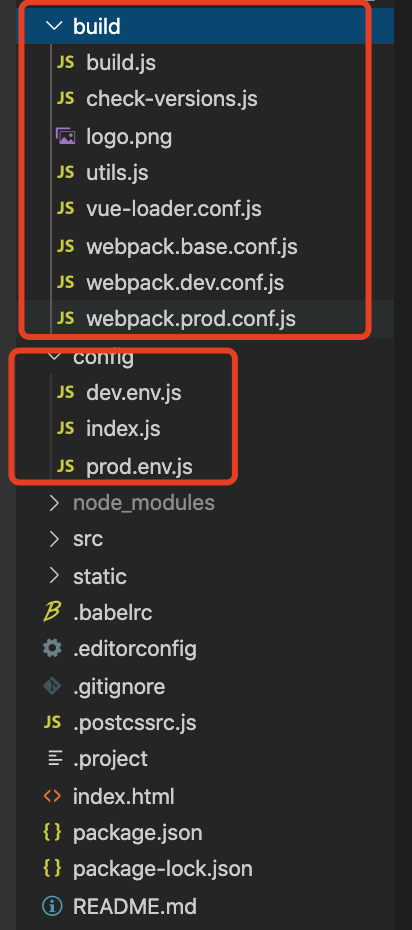 build
JS build.js
JS check-versions.js
logo.png
JS utils.js
JS vue-loader.conf.js
JS webpack.base.conf.js
JS webpack.dev.conf.js
JS webpack.prod.conf.js
config
JS dev.env.js
JS index.js
JS prod.env.js
node_modules
src
static
.babelrc
.editorconfig
.gitignore
JS .postcssrc.js
.project
<> index.html
{} package.json
{} package-lock.json
README.md